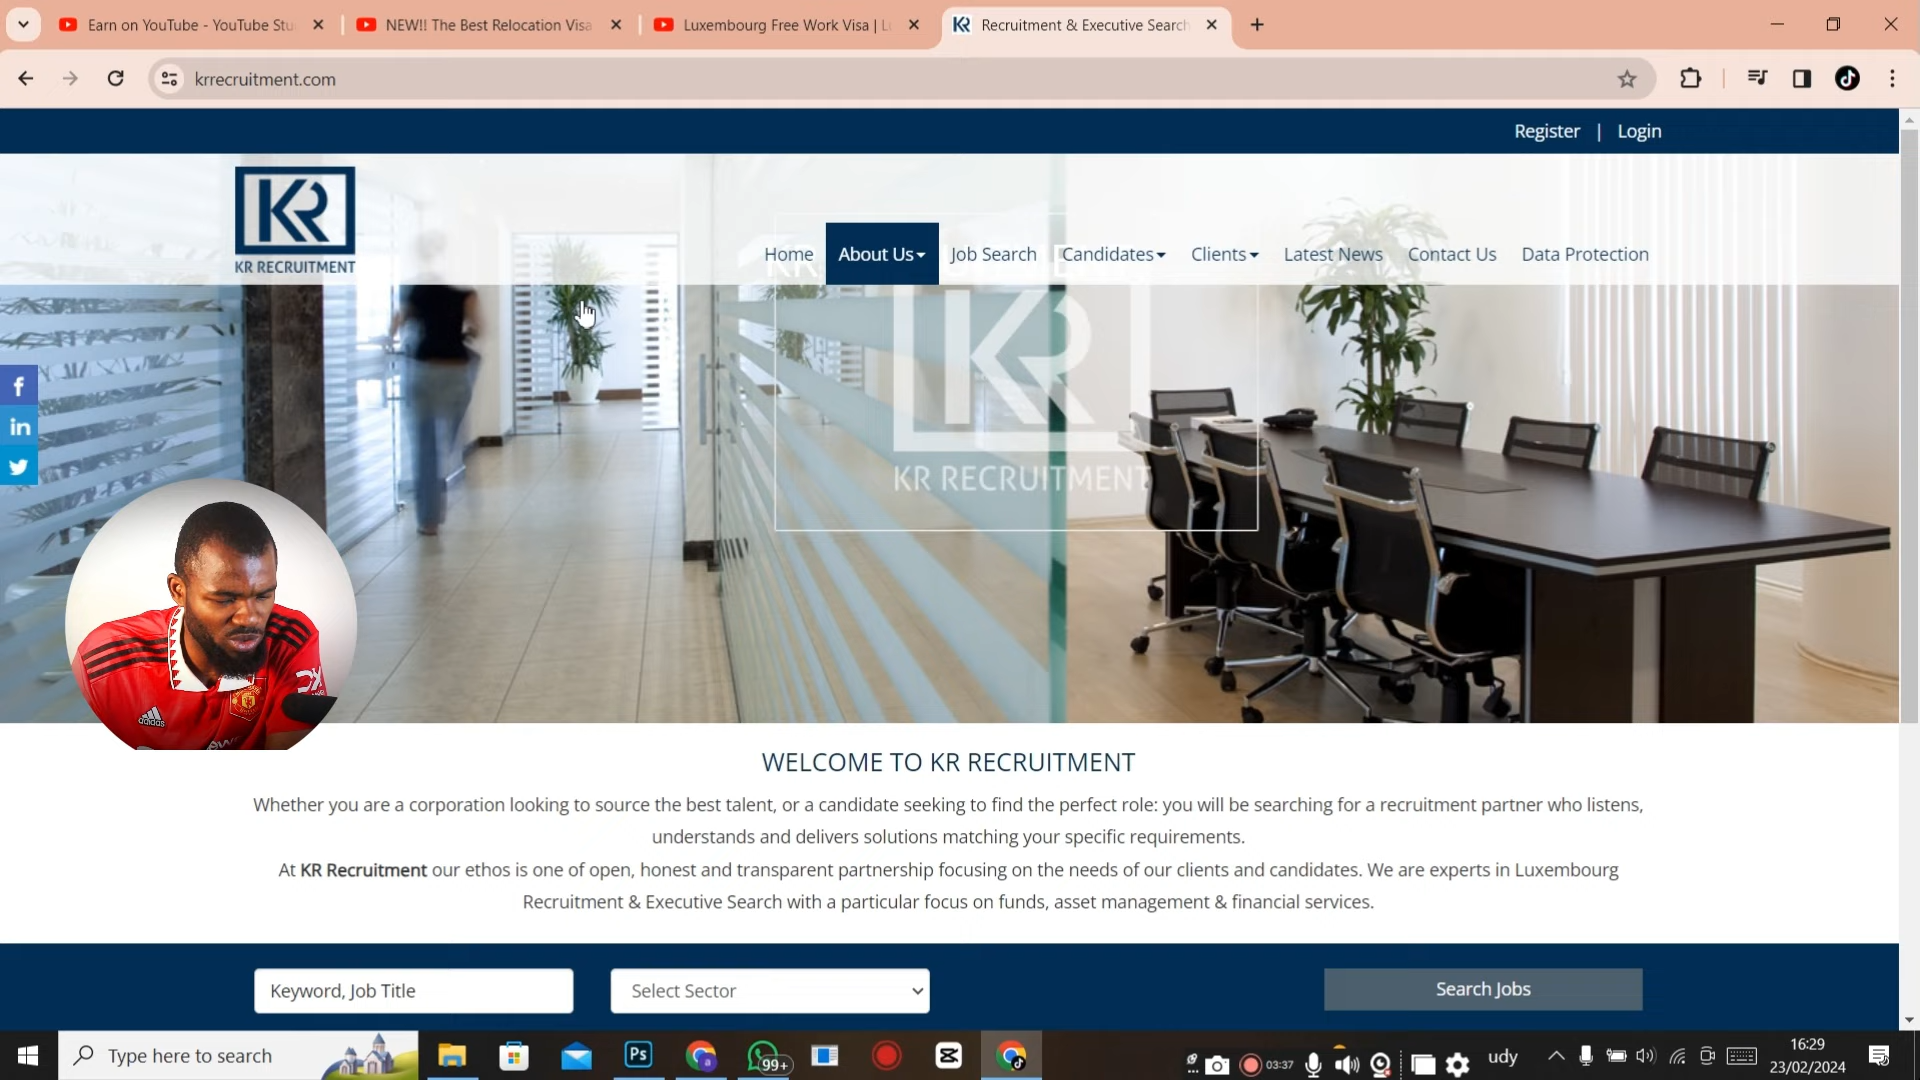 Earn on YouTube - YouTube Stu
NEW!! The Best Relocation Visa
Luxembourg Free Work Visa | L
Recruitment & Executive Search
krrecruitment.com
Register | Login
KR RECRUITMENT
Home
About Us
Job Search
Candidates
Clients
Latest News
Contact Us
Data Protection
KR RECRUITMENT
f
in
adidas
WELCOME TO KR RECRUITMENT
Whether you are a corporation looking to source the best talent, or a candidate seeking to find the perfect role: you will be searching for a recruitment partner who listens,
understands and delivers solutions matching your specific requirements.
At KR Recruitment our ethos is one of open, honest and transparent partnership focusing on the needs of our clients and candidates. We are experts in Luxembourg
Recruitment & Executive Search with a particular focus on funds, asset management & financial services.
Keyword, Job Title
Select Sector
Search Jobs
Type here to search
Ps
99+
03:37
udy
16:29
23/02/2024